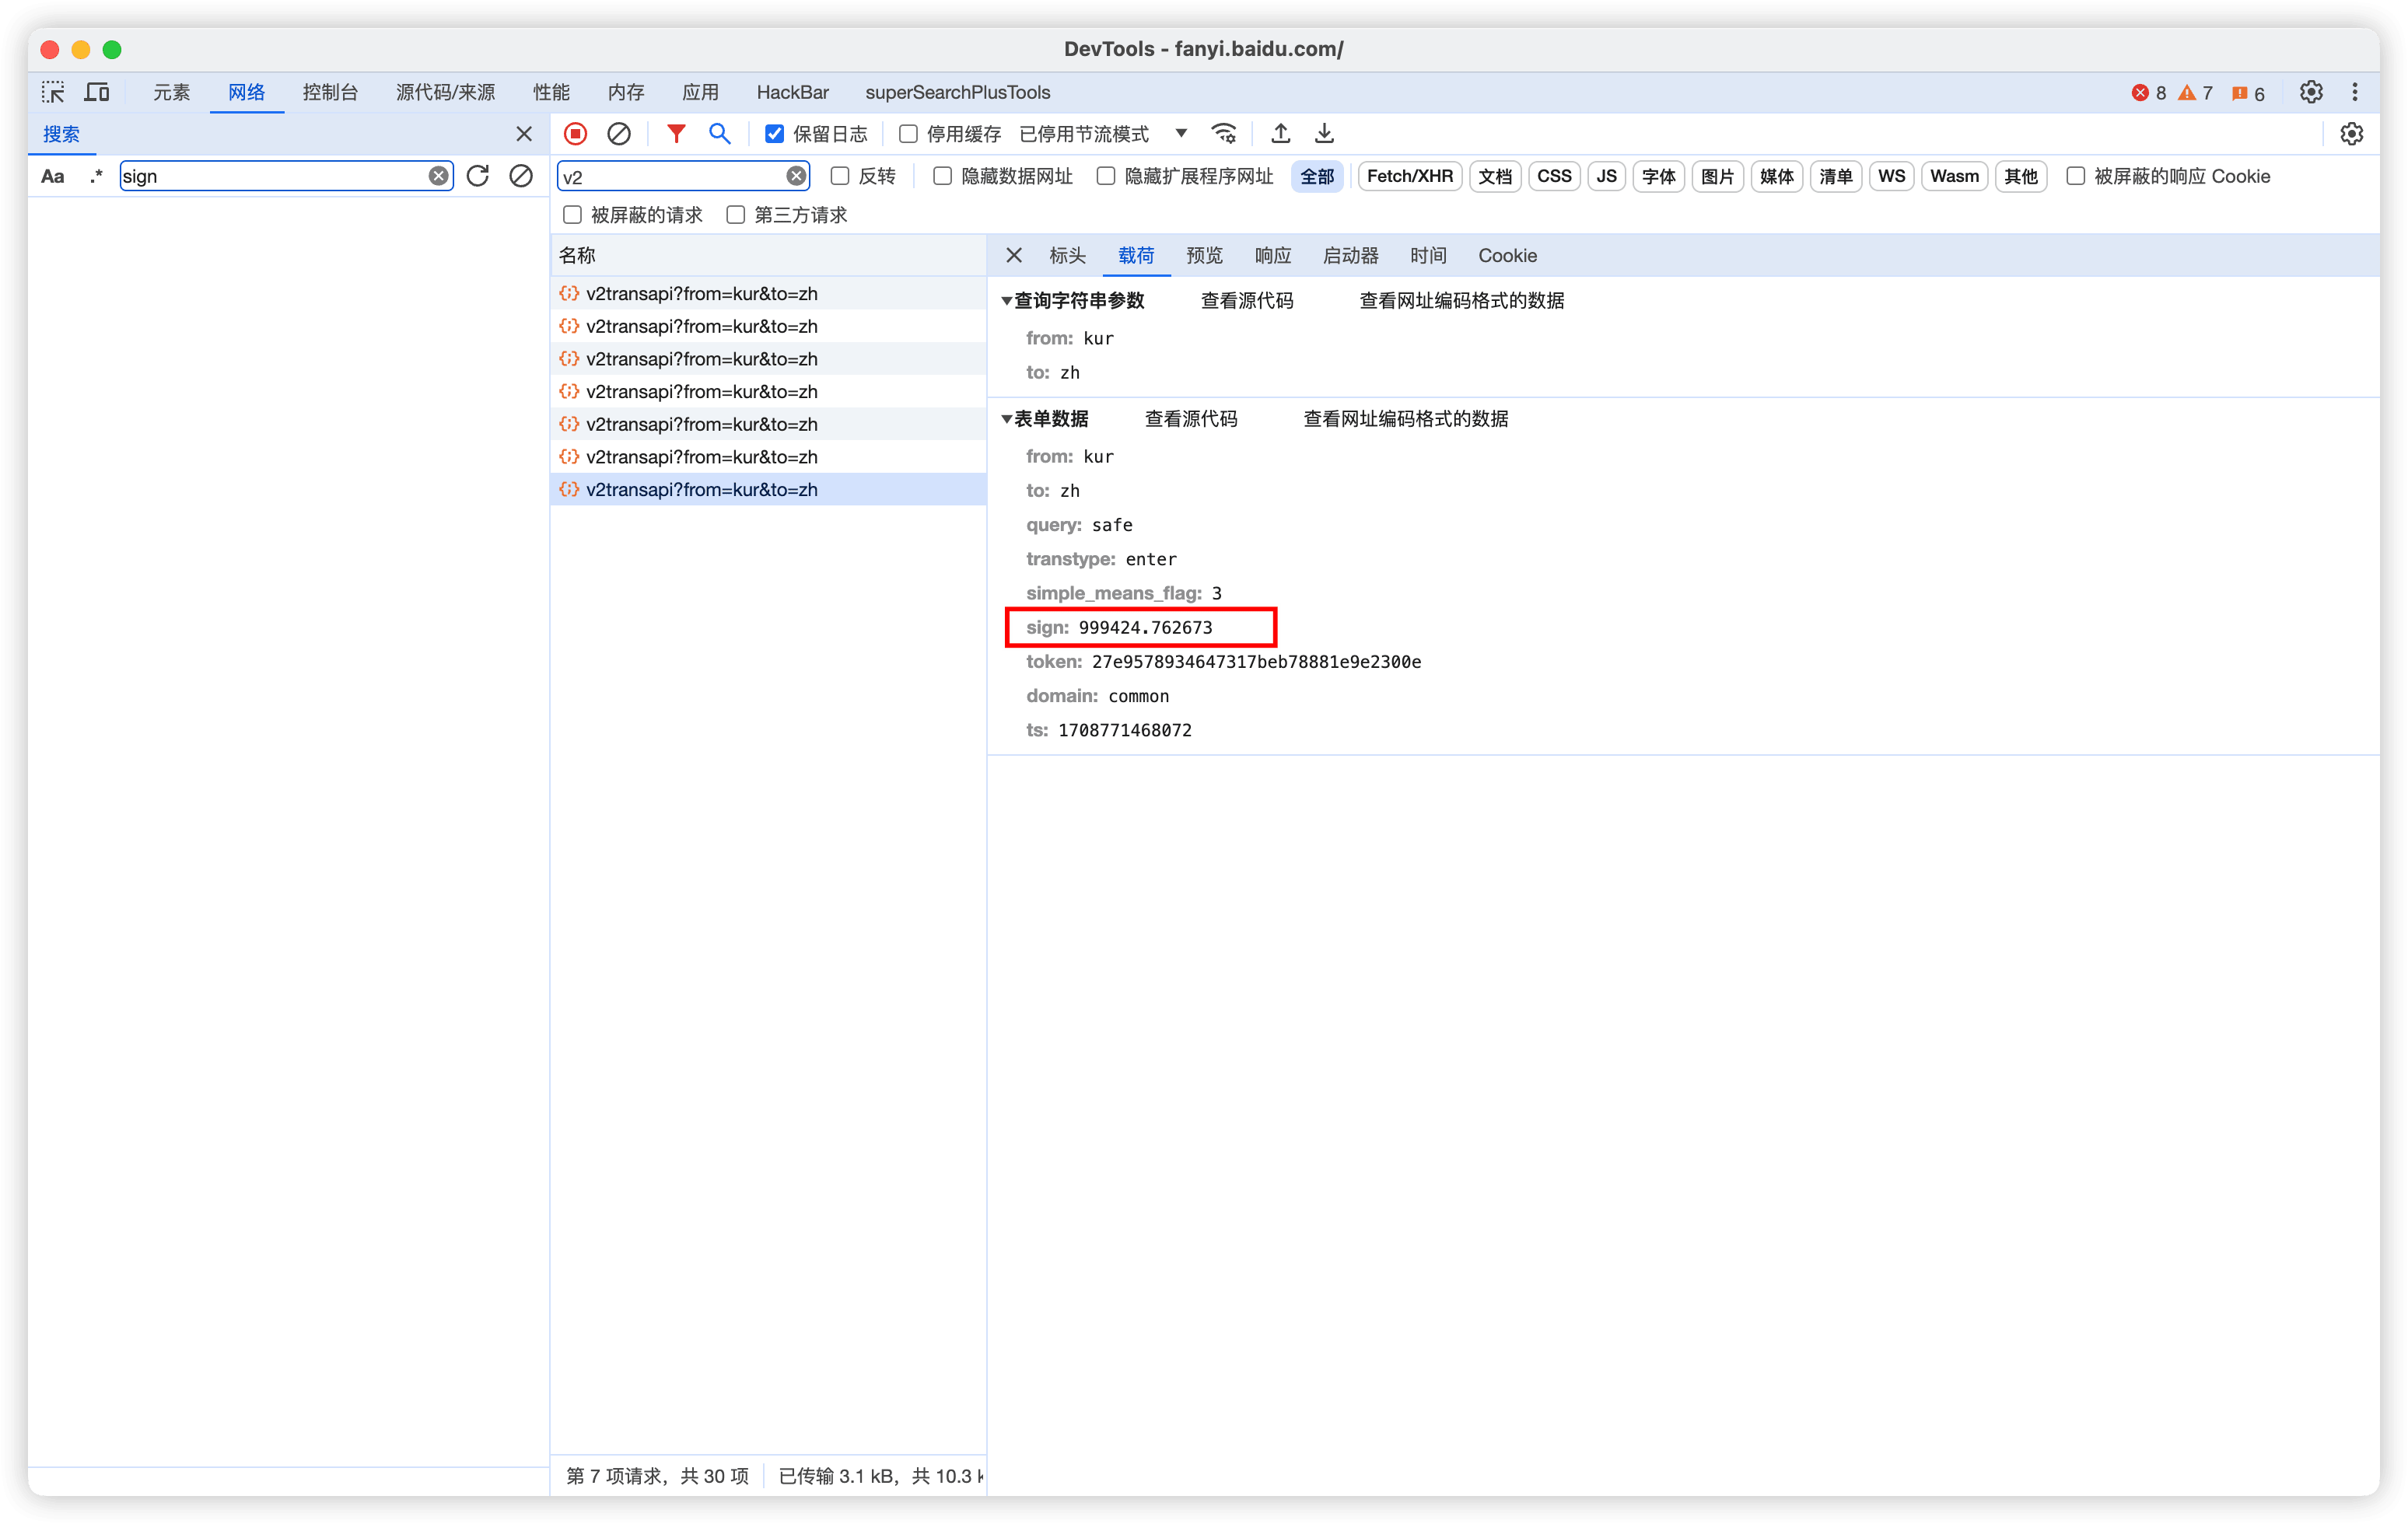 DevTools - fanyi.baidu.com/
元素 网络 控制台 源代码/来源 性能 内存 应用 HackBar superSearchPlusTools 8 7 6
搜索
保留日志 停用缓存 已停用节流模式
Aa .* sign
v2 反转 隐藏数据网址 隐藏扩展程序网址 全部 Fetch/XHR 文档 CSS JS 字体 图片 媒体 清单 WS Wasm 其他 被屏蔽的响应 Cookie
被屏蔽的请求 第三方请求
名称
v2transapi?from=kur&to=zh
v2transapi?from=kur&to=zh
v2transapi?from=kur&to=zh
v2transapi?from=kur&to=zh
v2transapi?from=kur&to=zh
v2transapi?from=kur&to=zh
v2transapi?from=kur&to=zh
第 7 项请求，共 30 项 已传输 3.1 kB，共 10.3 k
标头 载荷 预览 响应 启动器 时间 Cookie
查询字符串参数 查看源代码 查看网址编码格式的数据
from: kur
to: zh
表单数据 查看源代码 查看网址编码格式的数据
from: kur
to: zh
query: safe
transtype: enter
simple_means_flag: 3
sign: 999424.762673
token: 27e9578934647317beb78881e9e2300e
domain: common
ts: 1708771468072